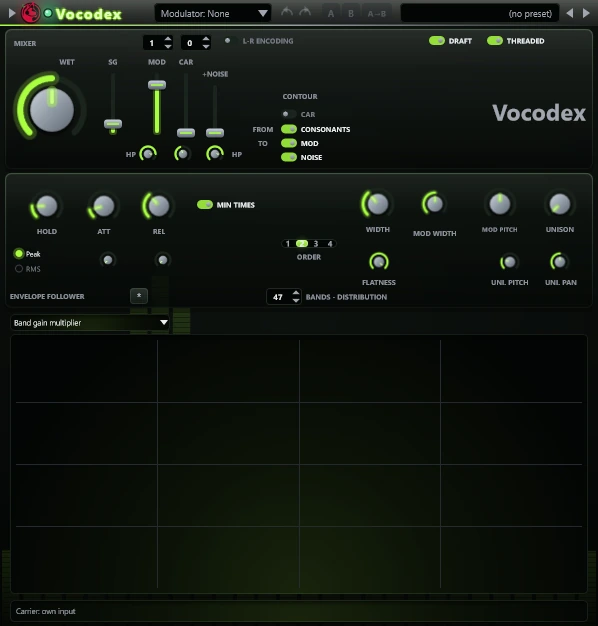 Vocodex
Modulator: None
A B A→B
(no preset)
MIXER
1 0 L-R ENCODING
DRAFT THREADED
WET SG MOD CAR
+NOISE
CONTOUR
CAR
FROM CONSONANTS
TO MOD
NOISE
HP HP
Vocodex
HOLD ATT REL
MIN TIMES
WIDTH MOD WIDTH MOD PITCH UNISON
Peak
RMS
1 2 3 4
ORDER
FLATNESS UNI. PITCH UNI. PAN
ENVELOPE FOLLOWER *
47 BANDS - DISTRIBUTION
Band gain multiplier
Carrier: own input